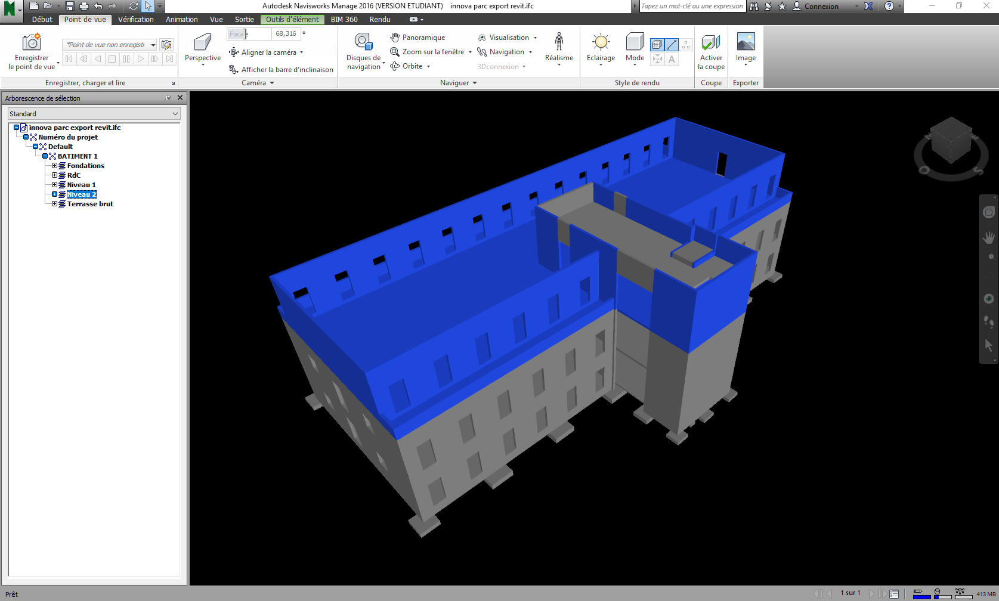 Autodesk Navisworks Manage 2016 (VERSION ETUDIANT) innova parc export revit.ifc
Tapez un mot-clé ou une expression
Connexion
Début Point de vue Vérification Animation Vue Sortie Outils d'élément BIM 360 Rendu
Enregistrer
le point de vue
*Point de vue non enregistr
Enregistrer, charger et lire
Perspective
68,316 °
Aligner la caméra
Afficher la barre d'inclinaison
Caméra
Disques de
navigation
Panoramique
Zoom sur la fenêtre
Orbite
Visualisation
Navigation
3Dconnexion
Réalisme
Naviguer
Eclairage
Mode
A
Style de rendu
Activer
la coupe
Coupe
Image
Exporter
Arborescence de sélection
Standard
innova parc export revit.ifc
Numéro du projet
Default
BATIMENT 1
Fondations
RdC
Niveau 1
Niveau 2
Terrasse brut
O
S
Prêt
1 sur 1
413 MB